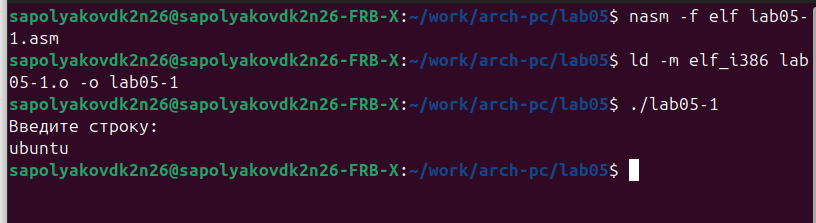 sapolyakovdk2n26@sapolyakovdk2n26-FRB-X:~/work/arch-pc/lab05$ nasm -f elf lab05-
1.asm
sapolyakovdk2n26@sapolyakovdk2n26-FRB-X:~/work/arch-pc/lab05$ ld -m elf_i386 lab
05-1.o -o lab05-1
sapolyakovdk2n26@sapolyakovdk2n26-FRB-X:~/work/arch-pc/lab05$ ./lab05-1
Введите строку:
ubuntu
sapolyakovdk2n26@sapolyakovdk2n26-FRB-X:~/work/arch-pc/lab05$